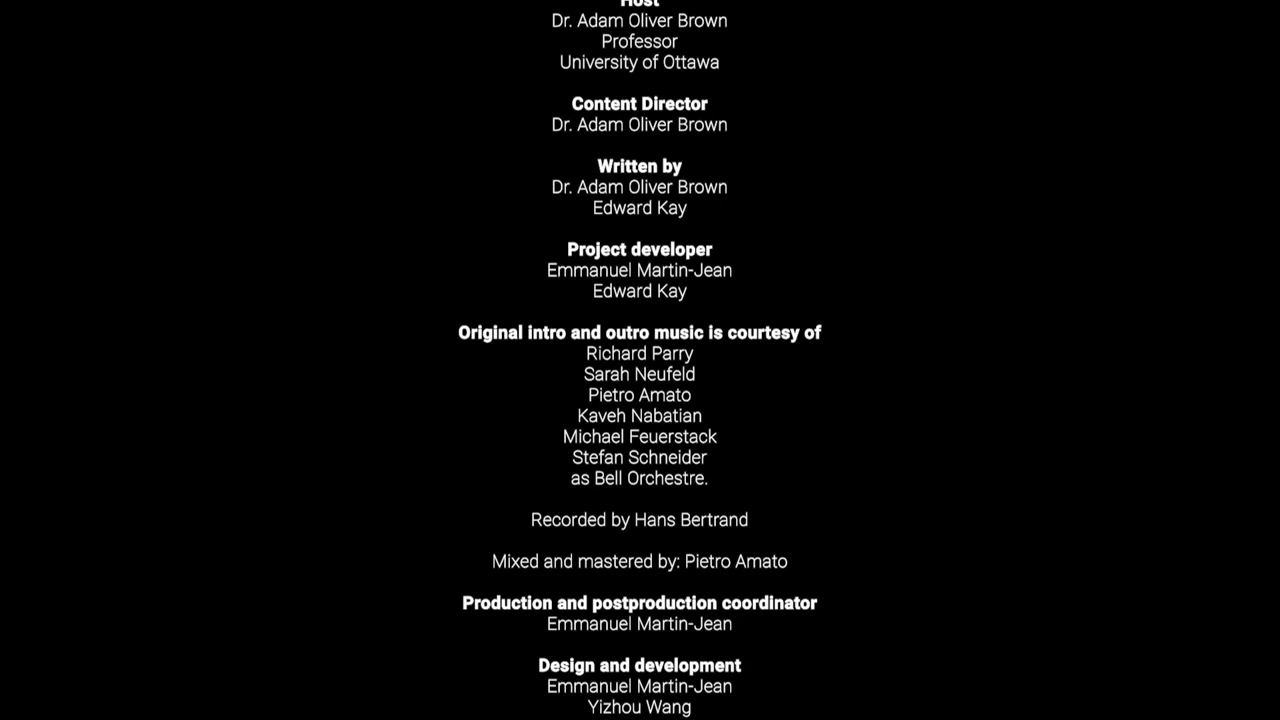 Host
Dr. Adam Oliver Brown
Professor
University of Ottawa
Content Director
Dr. Adam Oliver Brown
Written by
Dr. Adam Oliver Brown
Edward Kay
Project developer
Emmanuel Martin-Jean
Edward Kay
Original intro and outro music is courtesy of
Richard Parry
Sarah Neufeld
Pietro Amato
Kaveh Nabatian
Michael Feuerstack
Stefan Schneider
as Bell Orchestre.
Recorded by Hans Bertrand
Mixed and mastered by: Pietro Amato
Production and postproduction coordinator
Emmanuel Martin-Jean
Design and development
Emmanuel Martin-Jean
Yizhou Wang